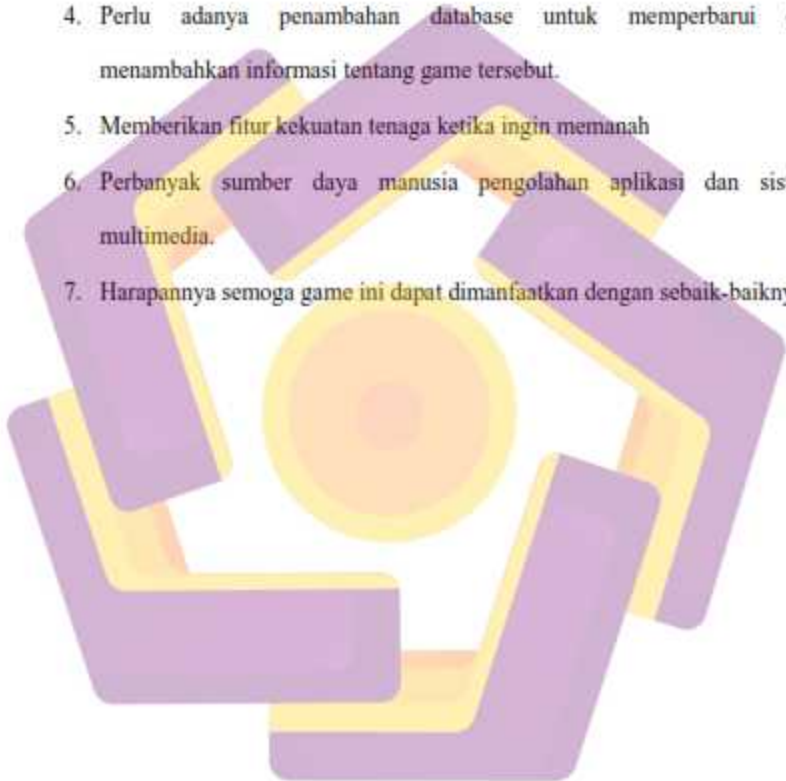 4. Perlu adanya penambahan database untuk memperbarui
menambahkan informasi tentang game tersebut.
5. Memberikan fitur kekuatan tenaga ketika ingin memanah
6. Perbanyak sumber daya manusia pengolahan aplikasi dan
multimedia.
7. Harapannya semoga game ini dapat dimanfaatkan dengan